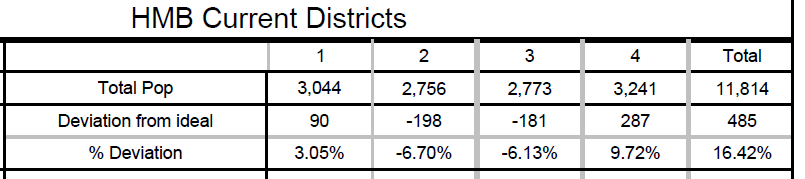 HMB Current Districts
1 2 3 4 Total
Total Pop 3,044 2,756 2,773 3,241 11,814
Deviation from ideal 90 -198 -181 287 485
% Deviation 3.05% -6.70% -6.13% 9.72% 16.42%